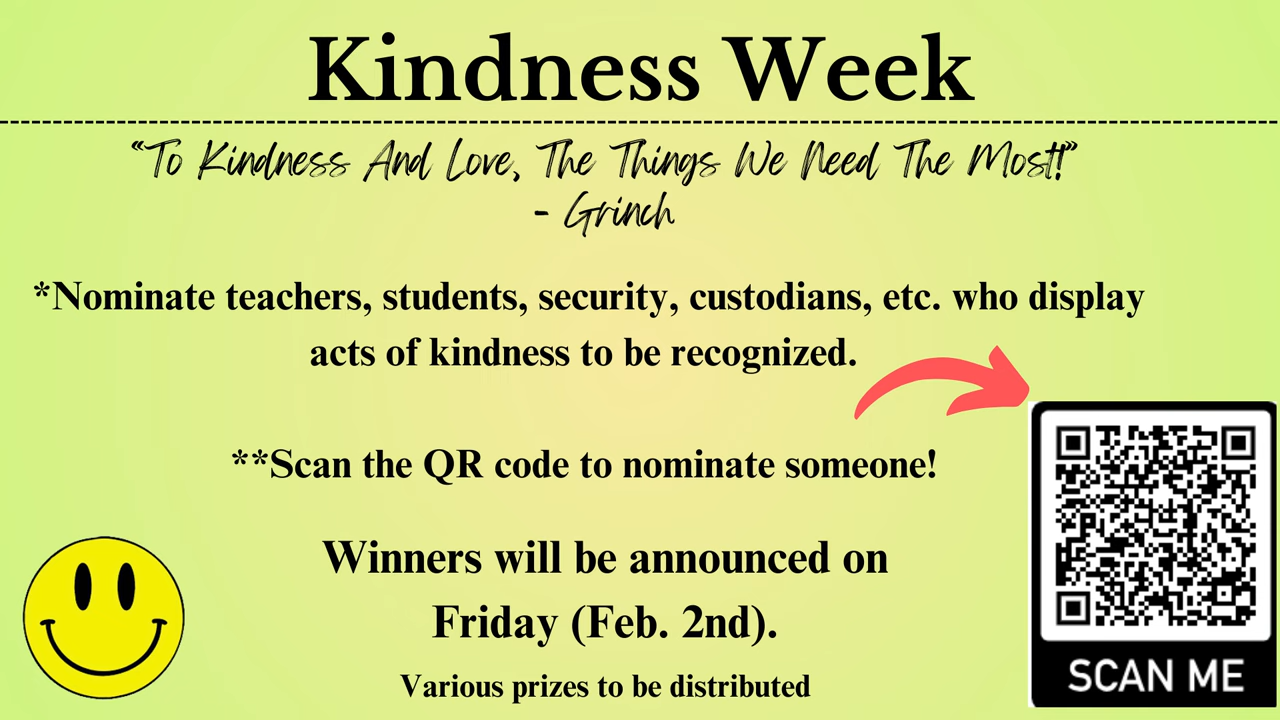 Kindness Week
“To Kindness And Love, The Things We Need The Most!”
- Grinch
*Nominate teachers, students, security, custodians, etc. who display
acts of kindness to be recognized.
**Scan the QR code to nominate someone!
Winners will be announced on
Friday (Feb. 2nd).
Various prizes to be distributed
SCAN ME